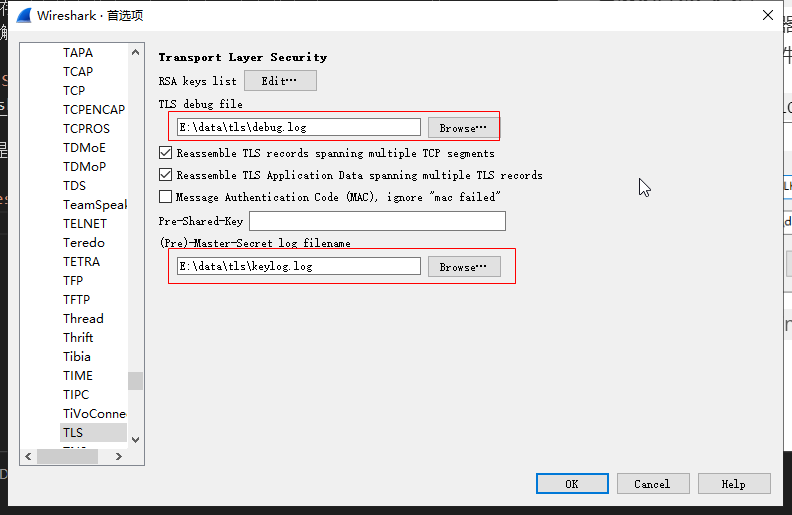 Wireshark · 首选项
TAPA
TCAP
TCP
TCPENCAP
TCPROS
TDMoE
TDMoP
TDS
TeamSpeak
TELNET
Teredo
TETRA
TFP
TFTP
Thread
Thrift
Tibia
TIME
TIPC
TiVoConne
TLS
Transport Layer Security
RSA keys list Edit…
TLS debug file
E:\data\tls\debug.log Browse…
Reassemble TLS records spanning multiple TCP segments
Reassemble TLS Application Data spanning multiple TLS records
Message Authentication Code (MAC), ignore "mac failed"
Pre-Shared-Key
(Pre)-Master-Secret log filename
E:\data\tls\keylog.log Browse…
OK Cancel Help